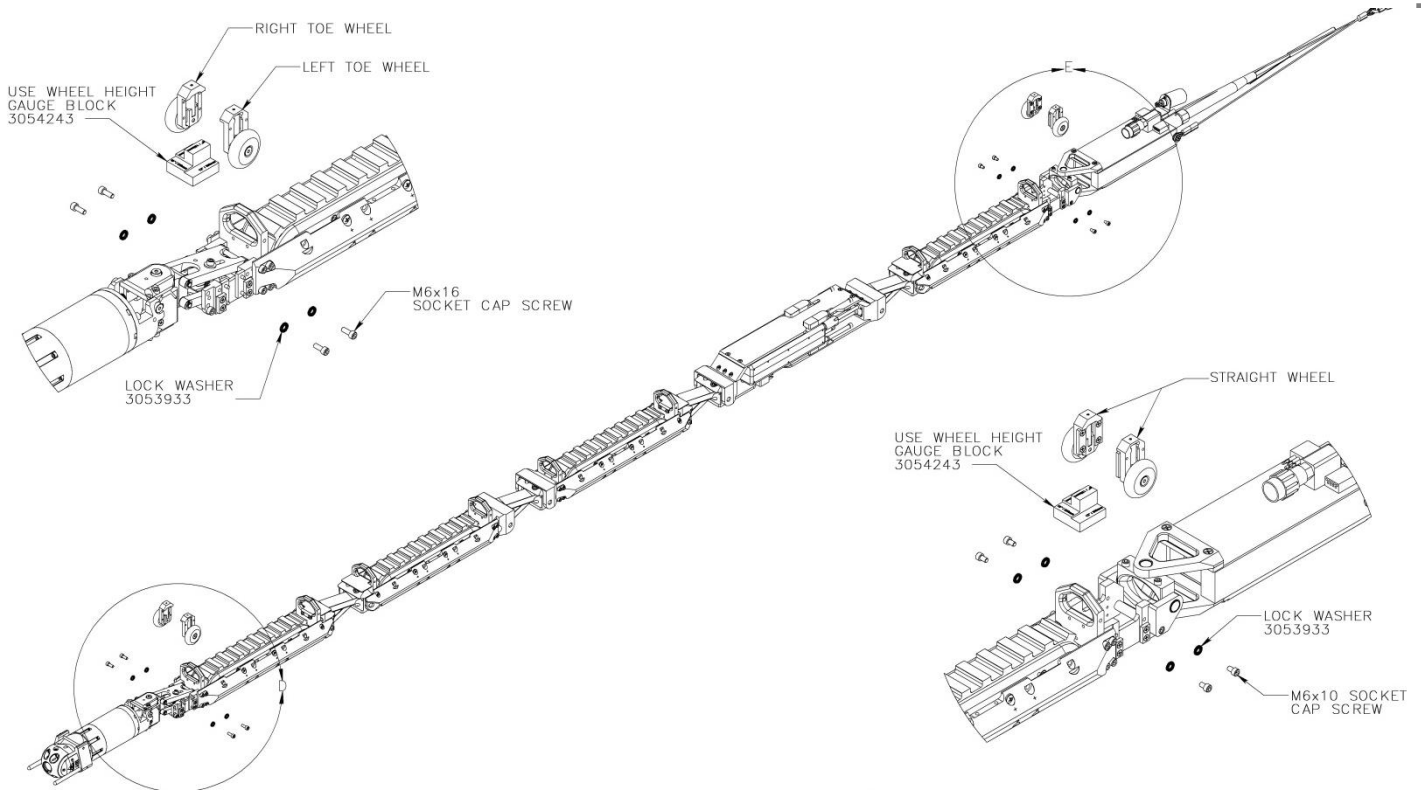 RIGHT TOE WHEEL
LEFT TOE WHEEL
USE WHEEL HEIGHT
GAUGE BLOCK
3054243
M6x16
SOCKET CAP SCREW
LOCK WASHER
3053933
E
D
STRAIGHT WHEEL
USE WHEEL HEIGHT
GAUGE BLOCK
3054243
LOCK WASHER
3053933
M6x10 SOCKET
CAP SCREW